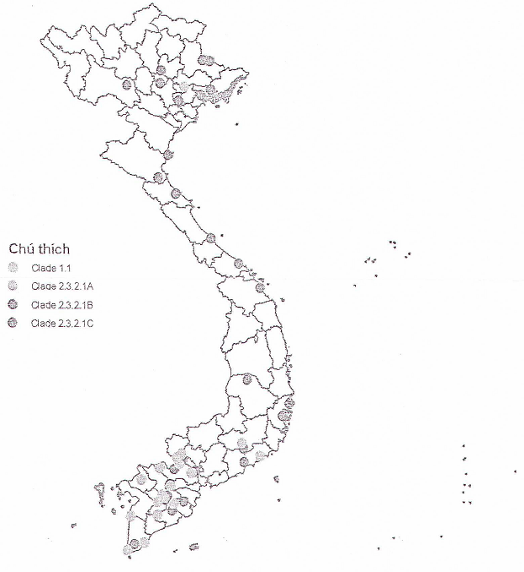 Chú thích
Clade 1.1
Clade 2.3.2.1A
Clade 2.3.2.1B
Clade 2.3.2.1C